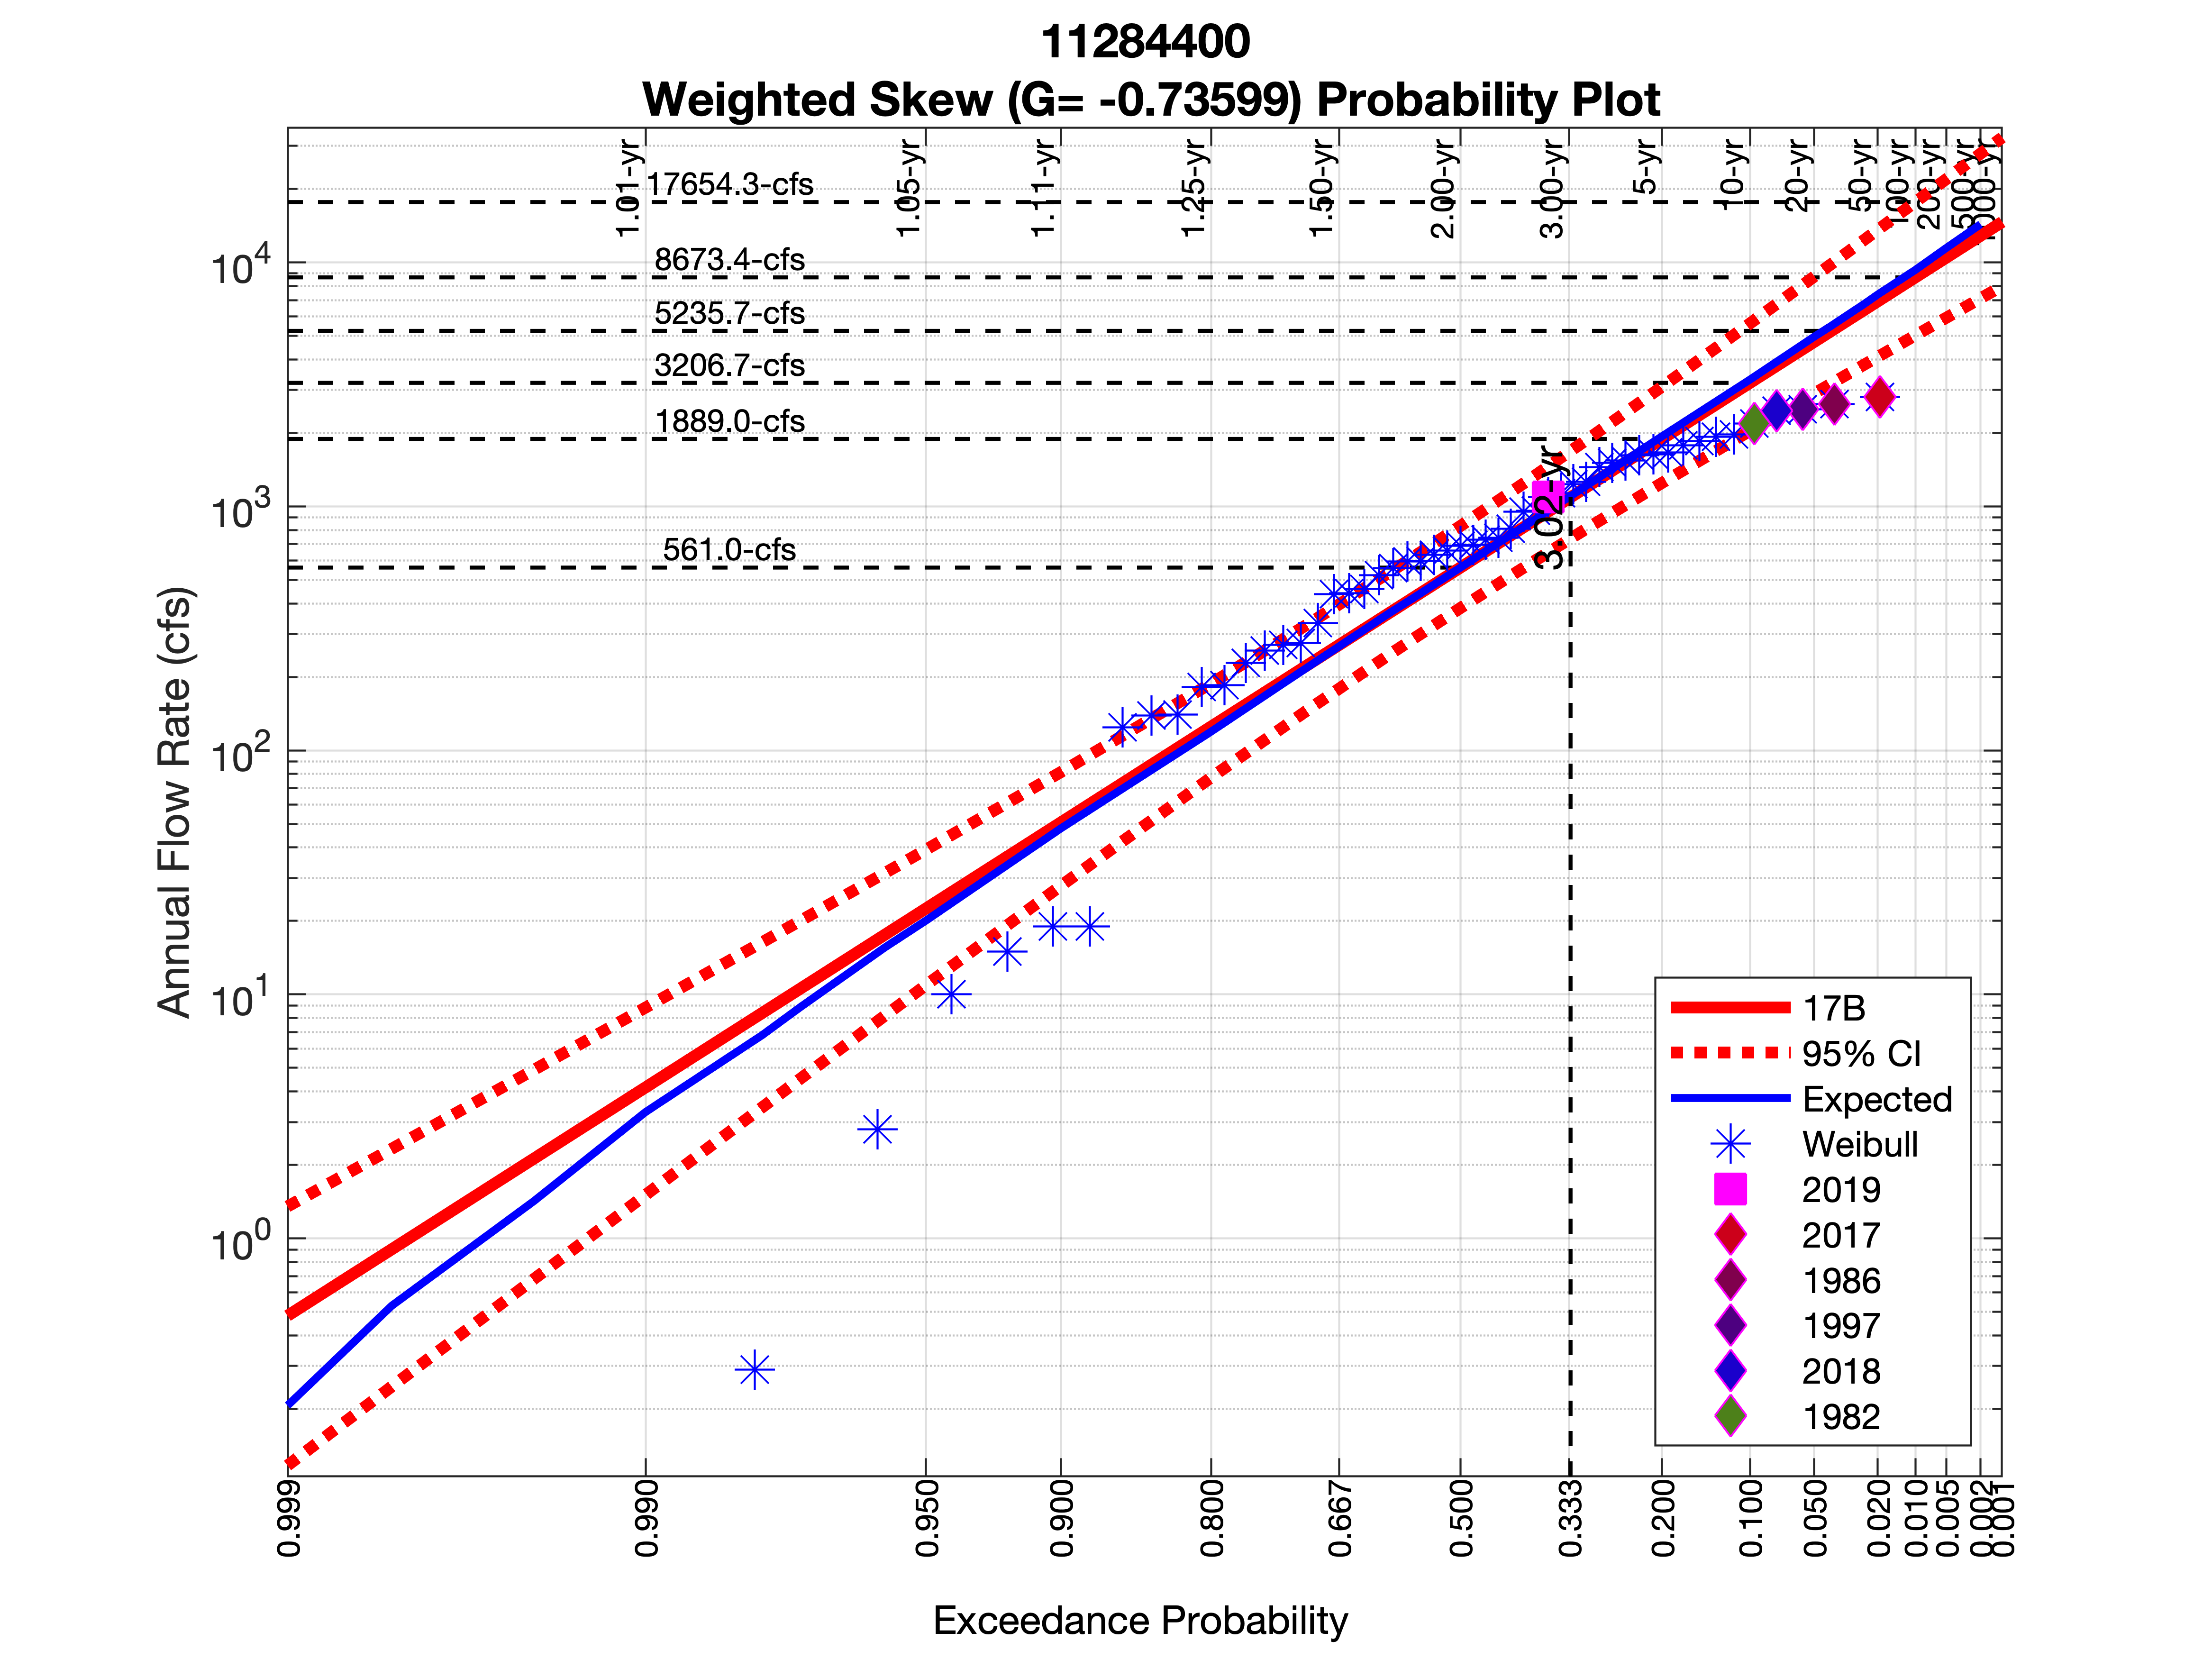 11284400
Weighted Skew (G= -0.73599) Probability Plot
1.01-yr
1.05-yr
1.11-yr
1.25-yr
1.50-yr
2.00-yr
3.00-yr
5-yr
10-yr
20-yr
50-yr
100-yr
200-yr
500-yr
17654.3-cfs
8673.4-cfs
5235.7-cfs
3206.7-cfs
1889.0-cfs
561.0-cfs
3.02-yr
10^4
10^3
10^2
10^1
10^0
Annual Flow Rate (cfs)
17B
95% CI
Expected
Weibull
2019
2017
1986
1997
2018
1982
0.999
0.990
0.950
0.900
0.800
0.667
0.500
0.333
0.200
0.100
0.050
0.020
0.010
0.005
0.002
0.001
Exceedance Probability